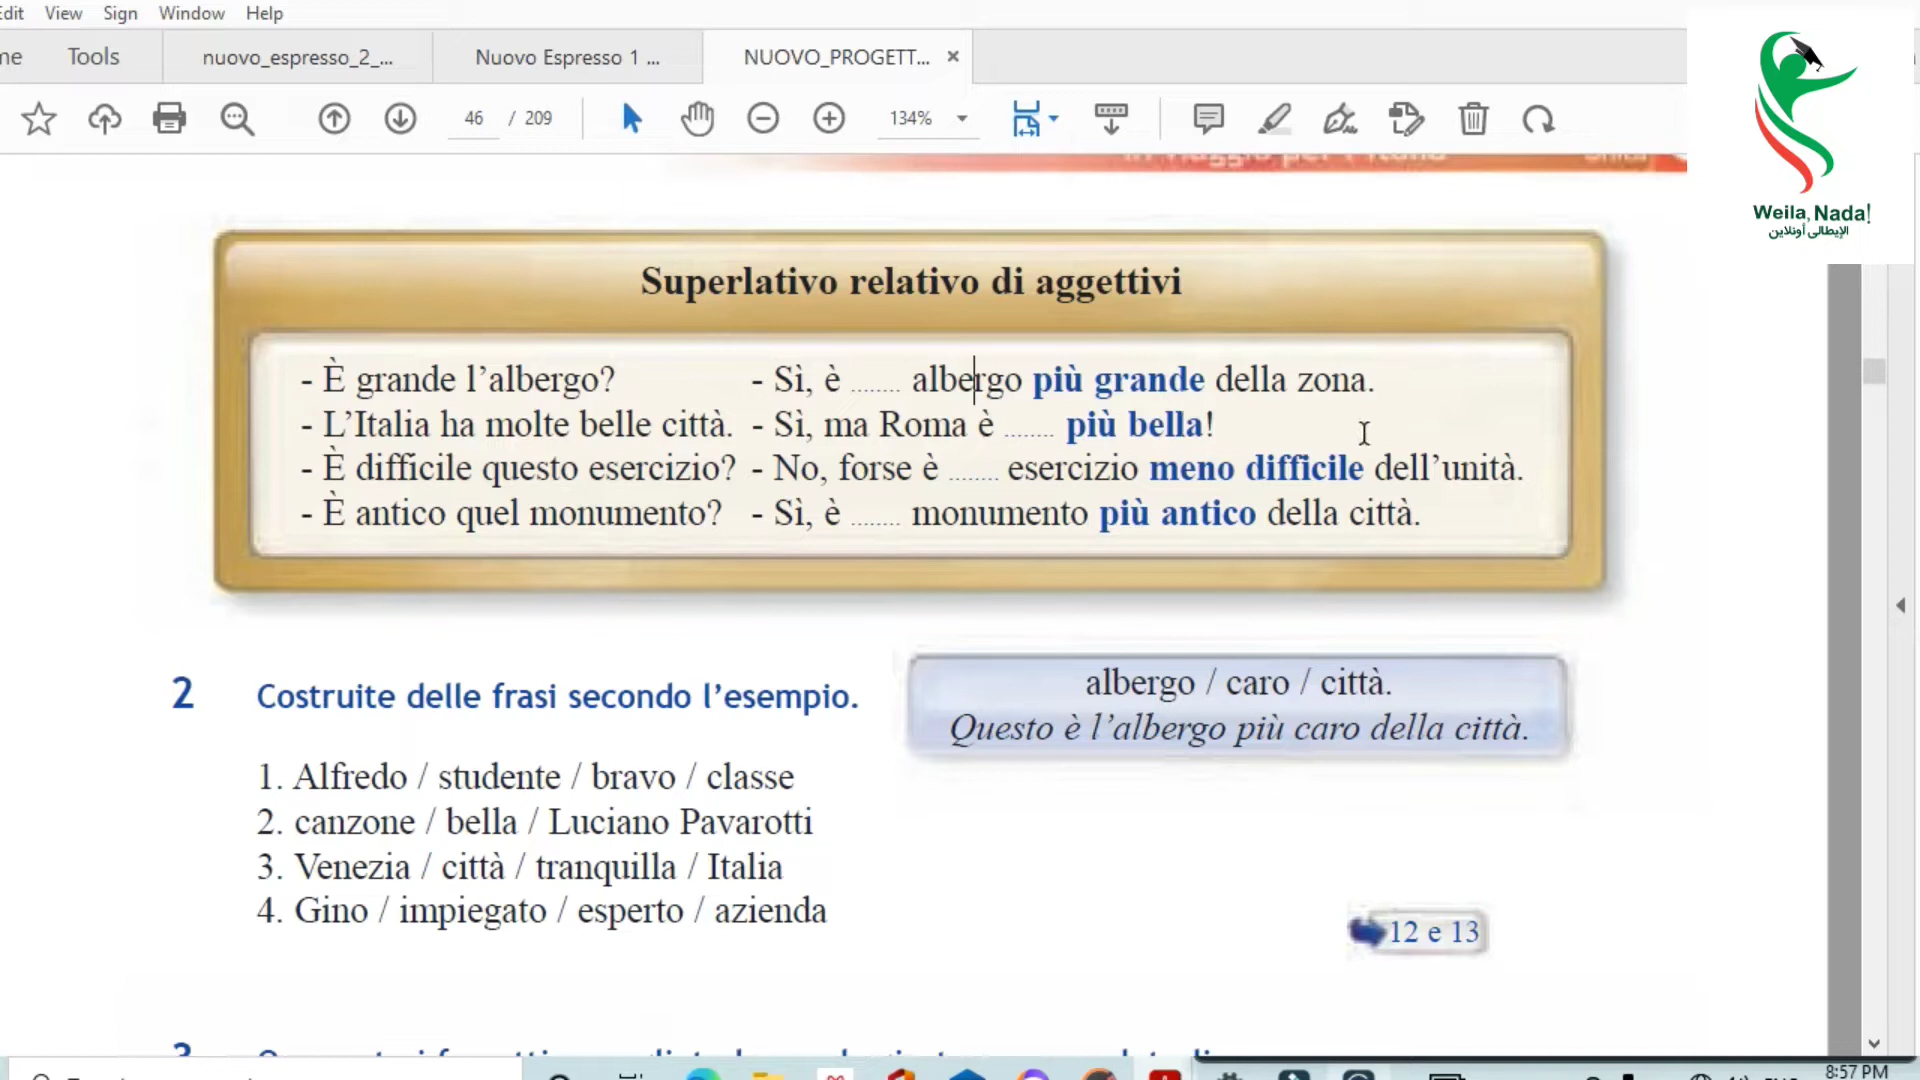 Edit View Sign Window Help
Tools nuovo_espresso_2_... Nuovo Espresso 1 ... NUOVO_PROGETT...
46 / 209 134%
Weila, Nada!
الإيطالى أونلاين
in viaggio per l'Italia
Superlativo relativo di aggettivi
- È grande l’albergo? - Sì, è ........ albergo più grande della zona.
- L’Italia ha molte belle città. - Sì, ma Roma è ........ più bella!
- È difficile questo esercizio? - No, forse è ........ esercizio meno difficile dell’unità.
- È antico quel monumento? - Sì, è ........ monumento più antico della città.
2 Costruite delle frasi secondo l’esempio.
albergo / caro / città.
Questo è l’albergo più caro della città.
1. Alfredo / studente / bravo / classe
2. canzone / bella / Luciano Pavarotti
3. Venezia / città / tranquilla / Italia
4. Gino / impiegato / esperto / azienda
12 e 13
8:57 PM